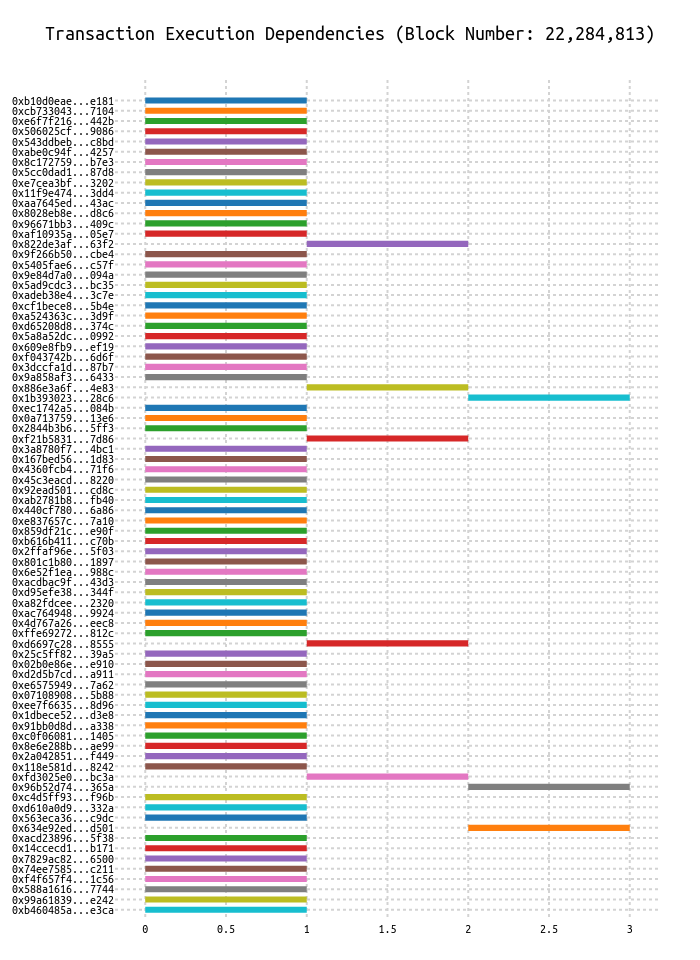 Transaction Execution Dependencies (Block Number: 22,284,813)
0xb10d0eae...e181
0xcb733043...7104
0xe6f7f216...442b
0x506025cf...9086
0x543ddbeb...c8bd
0xabe0c94f...4257
0x8c172759...b7e3
0x5cc0dad1...87d8
0xe7cea3bf...3202
0x11f9e474...3dd4
0xaa7645ed...43ac
0x8028eb8e...d8c6
0x96671bb3...409c
0xaf10935a...05e7
0x822de3af...63f2
0x9f266b50...cbe4
0x5405fae6...c57f
0x9e84d7a0...094a
0x5ad9cdc3...bc35
0xadeb38e4...3c7e
0xcf1bece8...5b4e
0xa524363c...3d9f
0xd65208d8...374c
0x5a8a52dc...0992
0x609e8fb9...ef19
0xf043742b...6d6f
0x3dccfa1d...87b7
0x9a858af3...6433
0x886e3a6f...4e83
0x1b393023...28c6
0xec1742a5...084b
0x0a713759...13e6
0x2844b3b6...5ff3
0xf21b5831...7d86
0x3a8780f7...4bc1
0x167bed56...1d83
0x4360fcb4...71f6
0x45c3eacd...8220
0x92ead501...cd8c
0xab2781b8...fb40
0x440cf780...6a86
0xe837657c...7a10
0x859df21c...e90f
0xb616b411...c70b
0x2ffaf96e...5f03
0x801c1b80...1897
0x6e52f1ea...988c
0xacdbac9f...43d3
0xd95efe38...344f
0xa82fdcee...2320
0xac764948...9924
0x4d767a26...eec8
0xffe69272...812c
0xd6697c28...8555
0x25c5ff82...39a5
0x02b0e86e...e910
0xd2d5b7cd...a911
0xe6575949...7a62
0x07108908...5b88
0xee7f6635...8d96
0x1dbece52...d3e8
0x91bb0d8d...a338
0xc0f06081...1405
0x8e6e288b...ae99
0x2a042851...f449
0x118e581d...8242
0xfd3025e0...bc3a
0x96b52d74...365a
0xc4d5ff93...f96b
0xd610a0d9...332a
0x563eca36...c9dc
0x634e92ed...d501
0xacd23896...5f38
0x14ccecd1...b171
0x7829ac82...6500
0x74ee7585...c211
0xf4f657f4...1c56
0x588a1616...7744
0x99a61839...e242
0xb460485a...e3ca
0 0.5 1 1.5 2 2.5 3